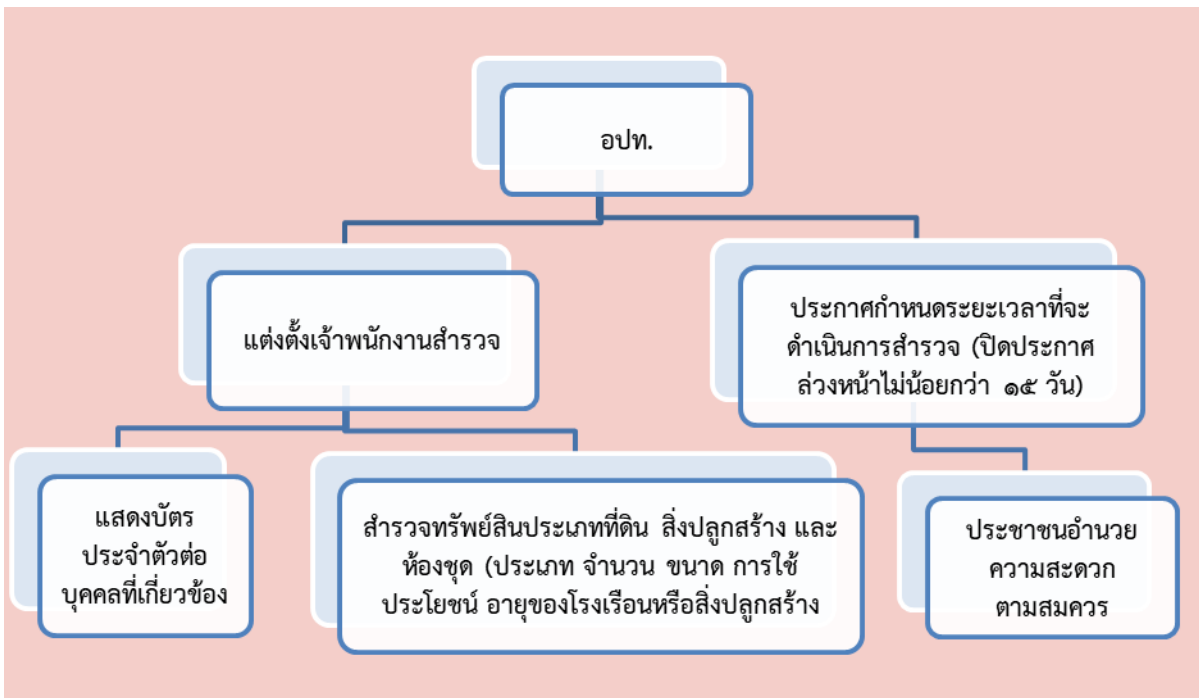 อปท.
แต่งตั้งเจ้าพนักงานสำรวจ
ประกาศกำหนดระยะเวลาที่จะ
ดำเนินการสำรวจ (ปิดประกาศ
ล่วงหน้าไม่น้อยกว่า ๑๕ วัน)
แสดงบัตร
ประจำตัวต่อ
บุคคลที่เกี่ยวข้อง
สำรวจทรัพย์สินประเภทที่ดิน สิ่งปลูกสร้าง และ
ห้องชุด (ประเภท จำนวน ขนาด การใช้
ประโยชน์ อายุของโรงเรือนหรือสิ่งปลูกสร้าง
ประชาชนอำนวย
ความสะดวก
ตามสมควร